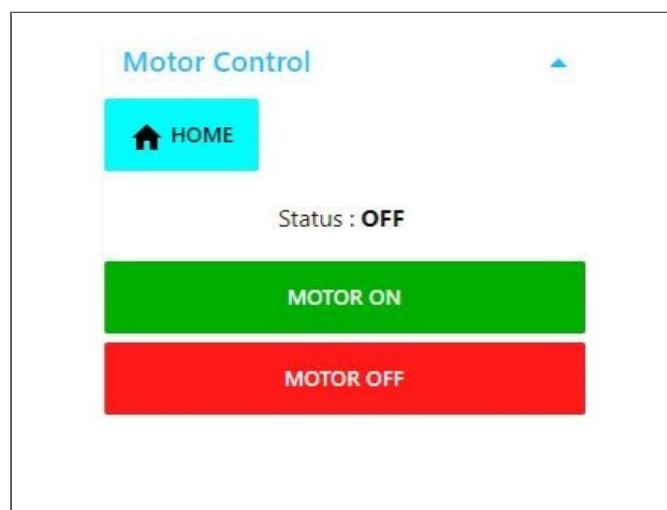 Motor Control
HOME
Status : OFF
MOTOR ON
MOTOR OFF